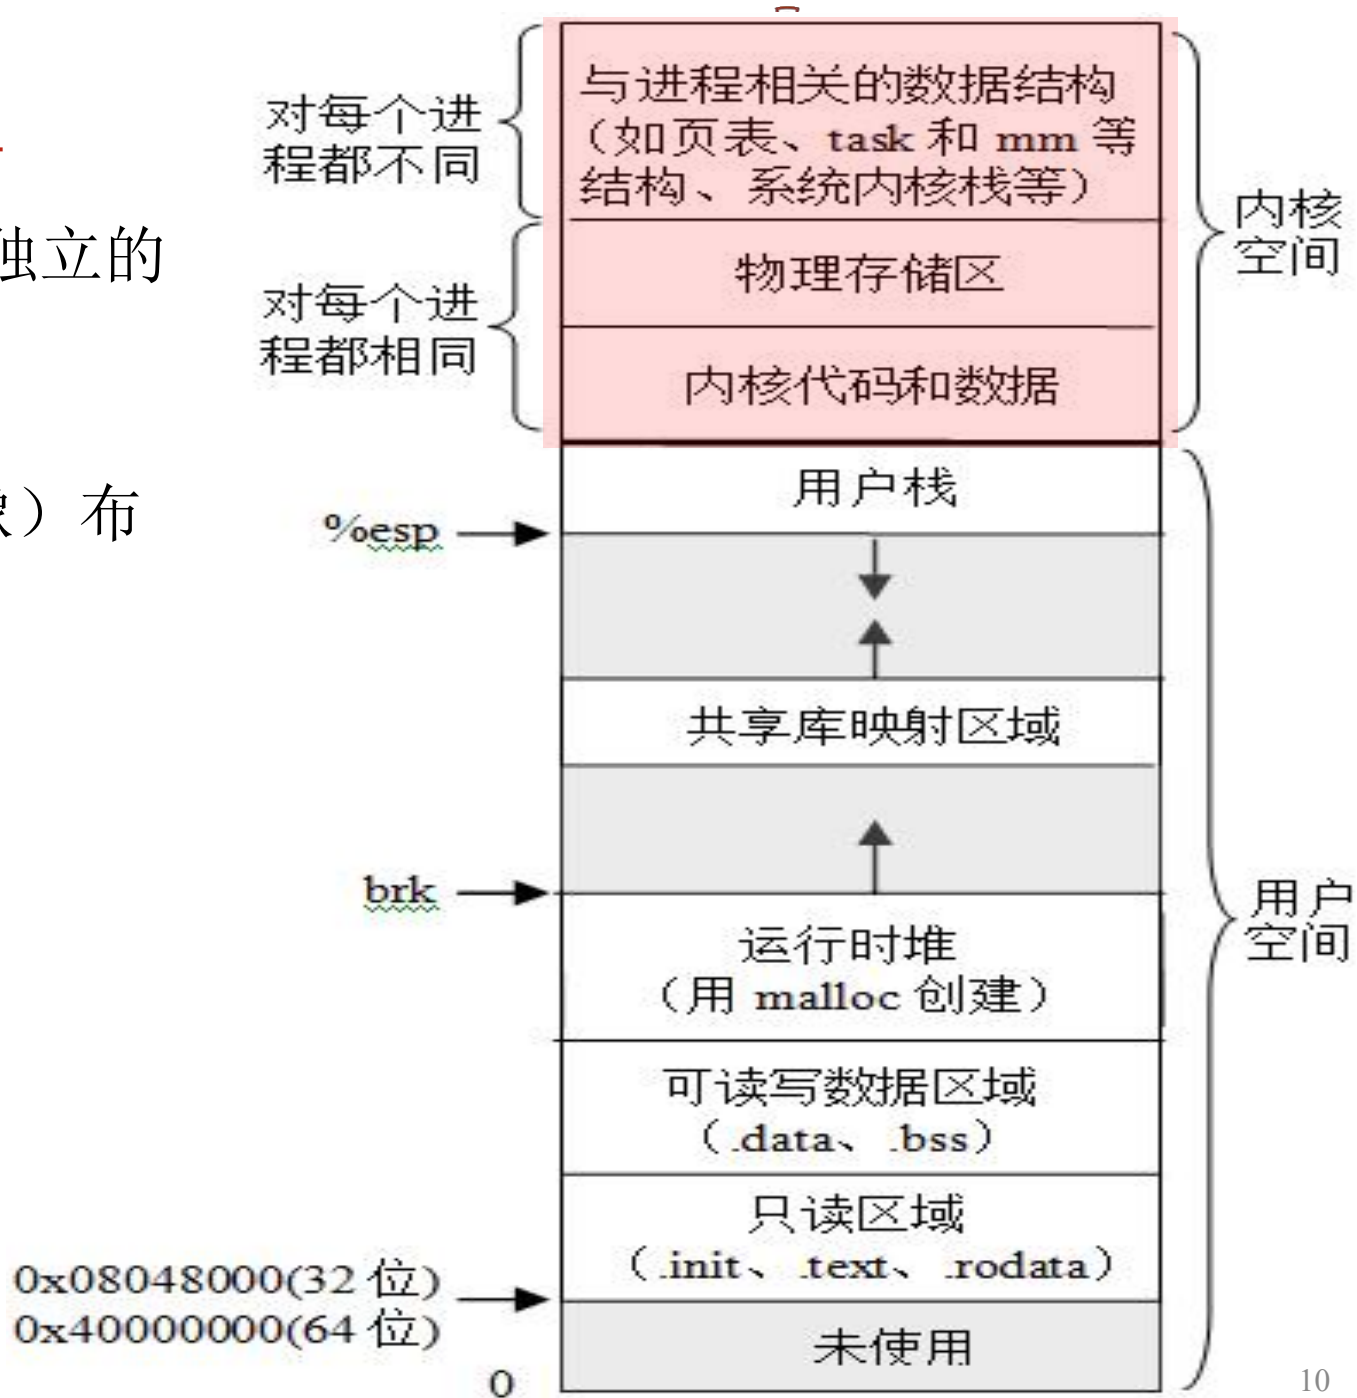 对每个进
程都不同
与进程相关的数据结构
（如页表、task 和 mm 等
结构、系统内核栈等）
内核
空间
独立的
对每个进
程都相同
物理存储区
内核代码和数据
用户栈
）布
%esp
共享库映射区域
brk
运行时堆
（用 malloc 创建）
用户
空间
可读写数据区域
（.data、.bss）
只读区域
（.init、.text、.rodata）
0x08048000(32 位)
0x40000000(64 位)
未使用
0
10